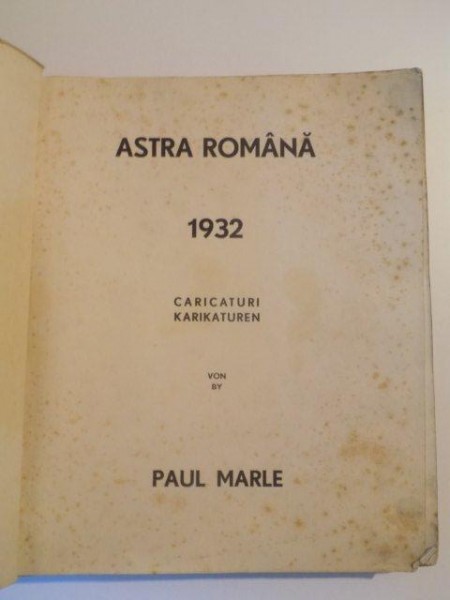 ASTRA ROMÂNĂ
1932
CARICATURI
KARIKATUREN
VON
BY
PAUL MARLE